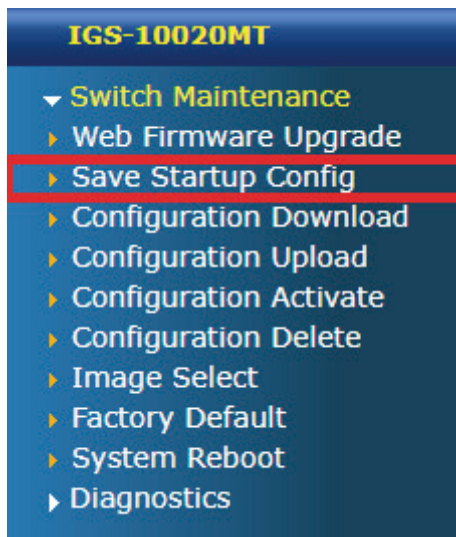 IGS-10020MT
Switch Maintenance
Web Firmware Upgrade
Save Startup Config
Configuration Download
Configuration Upload
Configuration Activate
Configuration Delete
Image Select
Factory Default
System Reboot
Diagnostics